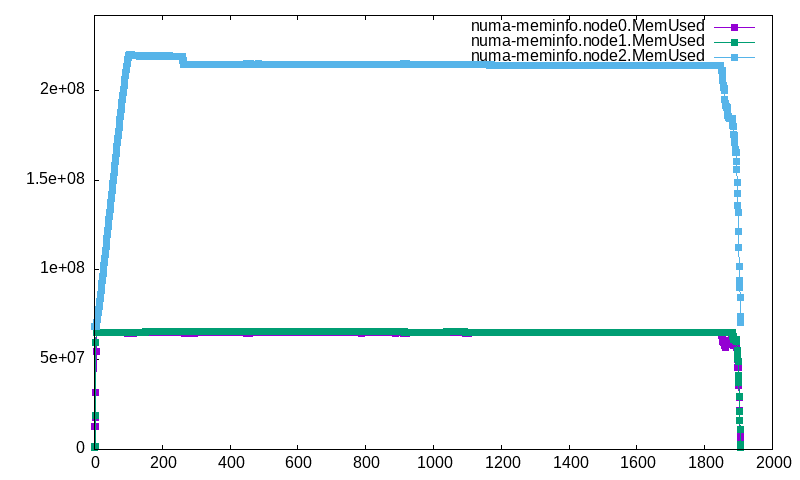 numa-meminfo.node0.MemUsed
numa-meminfo.node1.MemUsed
numa-meminfo.node2.MemUsed
2e+08
1.5e+08
1e+08
5e+07
0
0 200 400 600 800 1000 1200 1400 1600 1800 2000